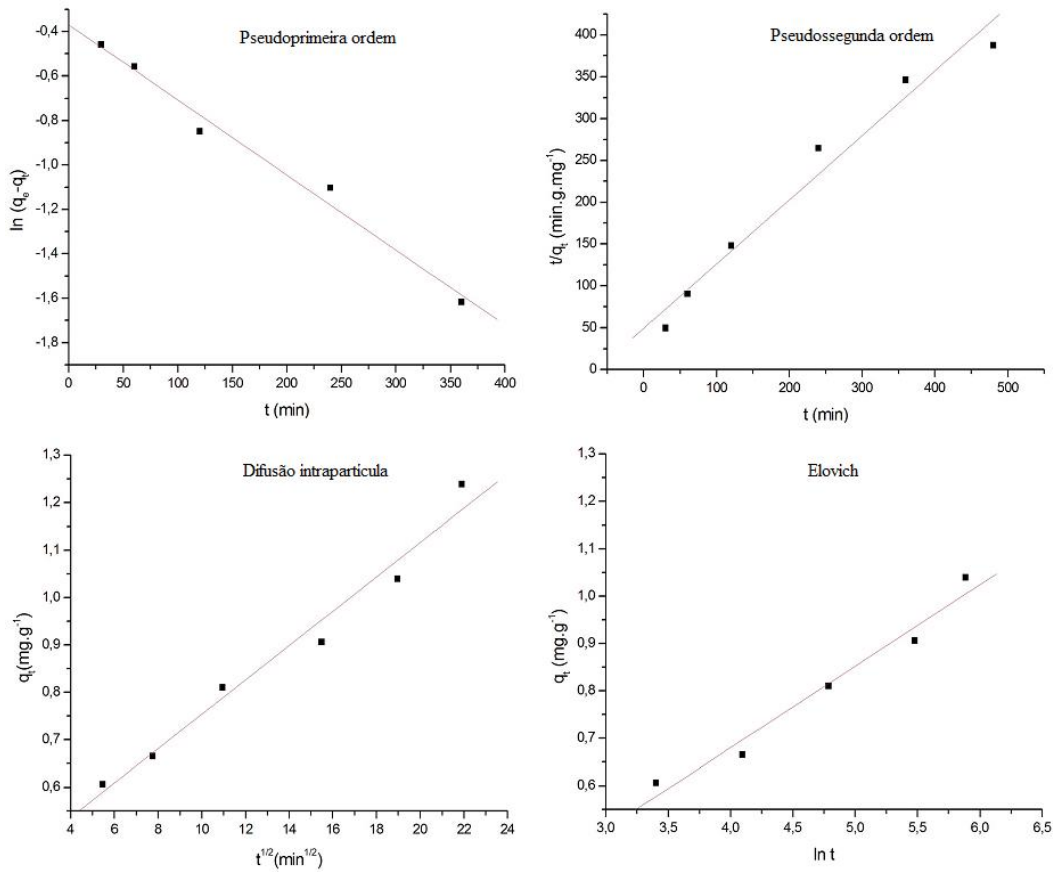 Pseudoprimeira ordem
-0,4
-0,6
-0,8
-1,0
-1,2
-1,4
-1,6
-1,8
ln (qₑ-qₜ)
0 50 100 150 200 250 300 350 400
t (min)
Pseudossegunda ordem
400
350
300
250
200
150
100
50
0
t/qₜ (min.g.mg⁻¹)
0 100 200 300 400 500
t (min)
Difusão intrapartícula
1,3
1,2
1,1
1,0
0,9
0,8
0,7
0,6
qₜ(mg.g⁻¹)
4 6 8 10 12 14 16 18 20 22 24
t¹/²(min¹/²)
Elovich
1,3
1,2
1,1
1,0
0,9
0,8
0,7
0,6
qₜ (mg.g⁻¹)
3,0 3,5 4,0 4,5 5,0 5,5 6,0 6,5
ln t